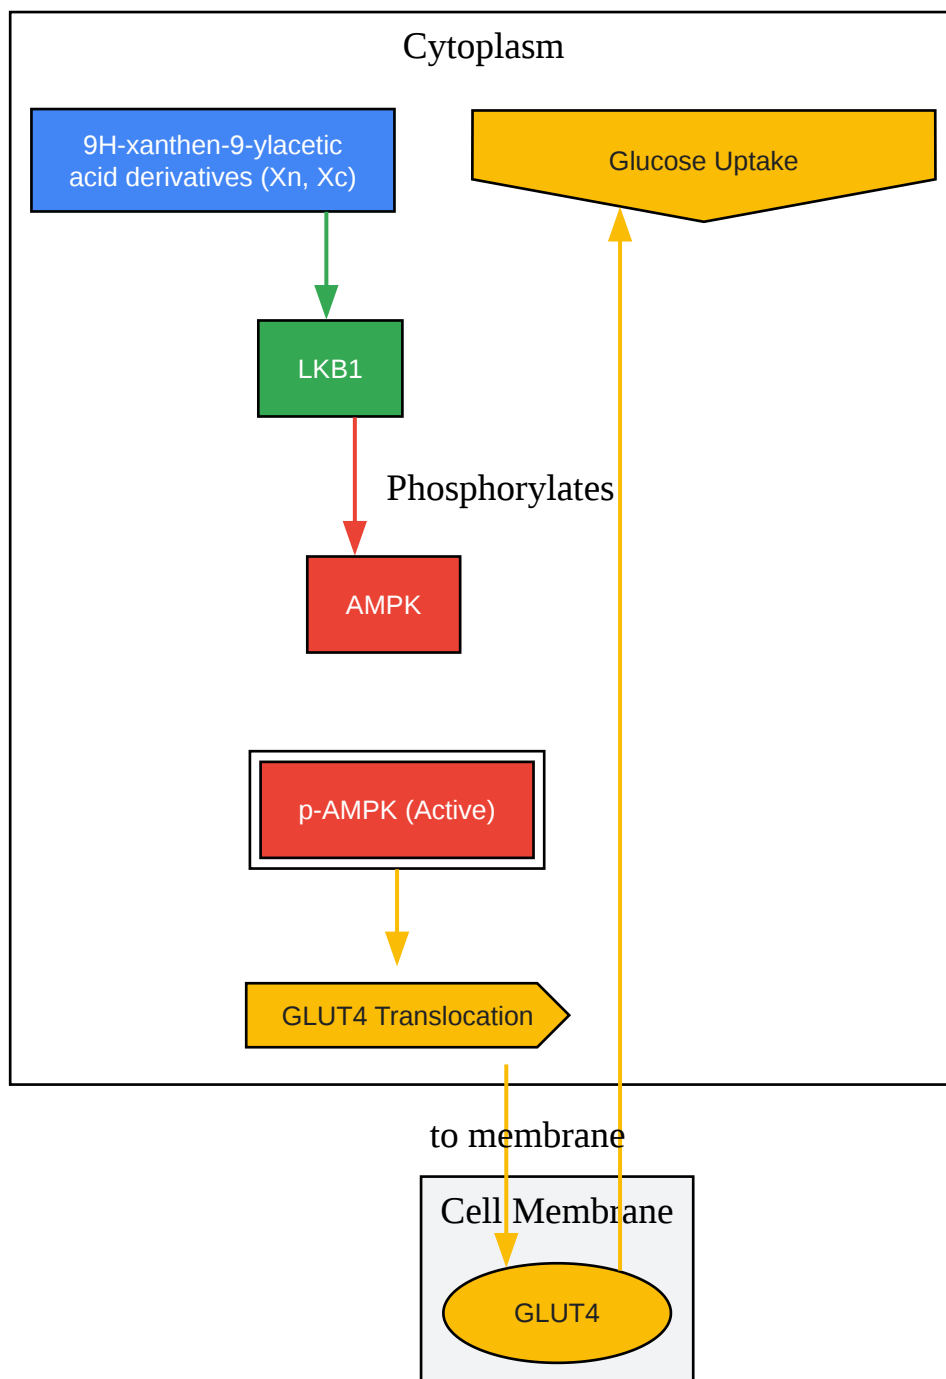 Cytoplasm
9H-xanthen-9-ylacetic
acid derivatives (Xn, Xc)
Glucose Uptake
LKB1
Phosphorylates
AMPK
p-AMPK (Active)
GLUT4 Translocation
to membrane
Cell Membrane
GLUT4